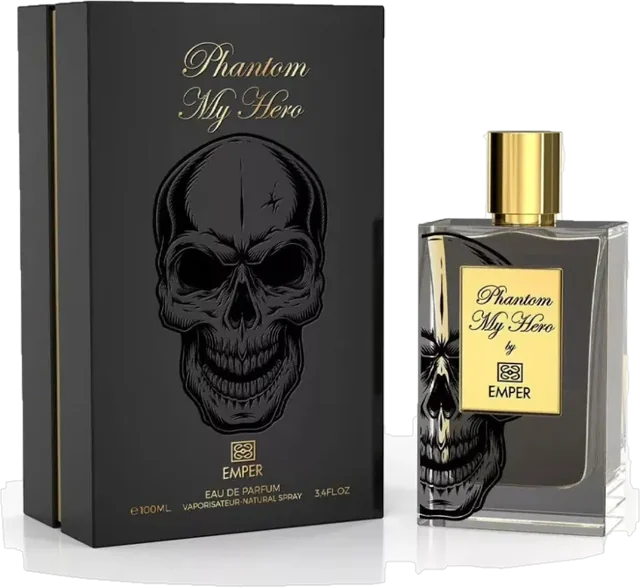 Phantom
My Hero
EMPER
EAU DE PARFUM
℮100ML VAPORISATEUR-NATURAL SPRAY 3.4FL.OZ
Phantom
My Hero
by
EMPER